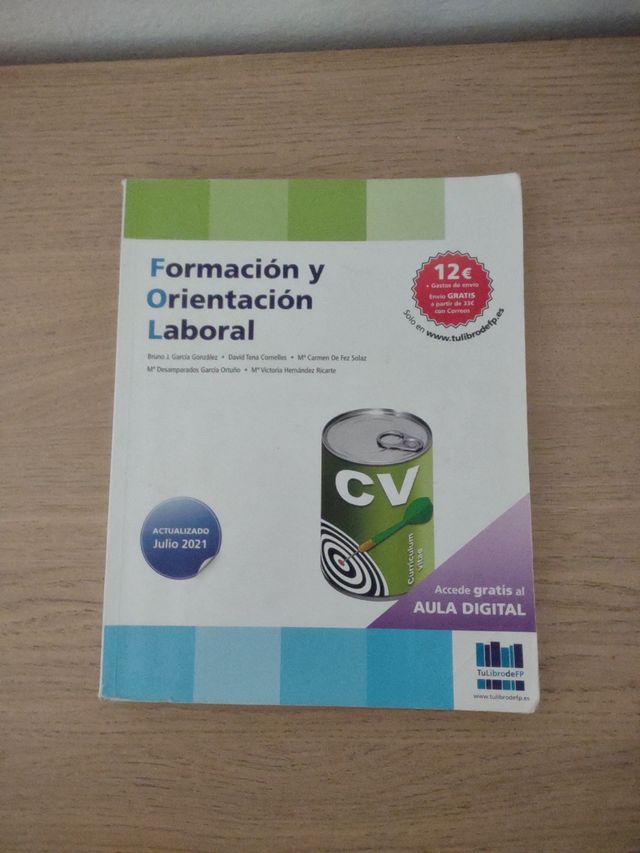 Formación y
Orientación
Laboral
Bruno J. García González • David Tena Cornelles • Mª Carmen De Fez Solaz
Mª Desamparados García Ortuño • Mª Victoria Hernández Ricarte
12€
+ Gastos de envío
Envío GRATIS
a partir de 33€
con Correos
Solo en www.tulibrodefp.es
CV
Curriculum
vitae
ACTUALIZADO
Julio 2021
Accede gratis al
AULA DIGITAL
TuLibrodeFP
www.tulibrodefp.es